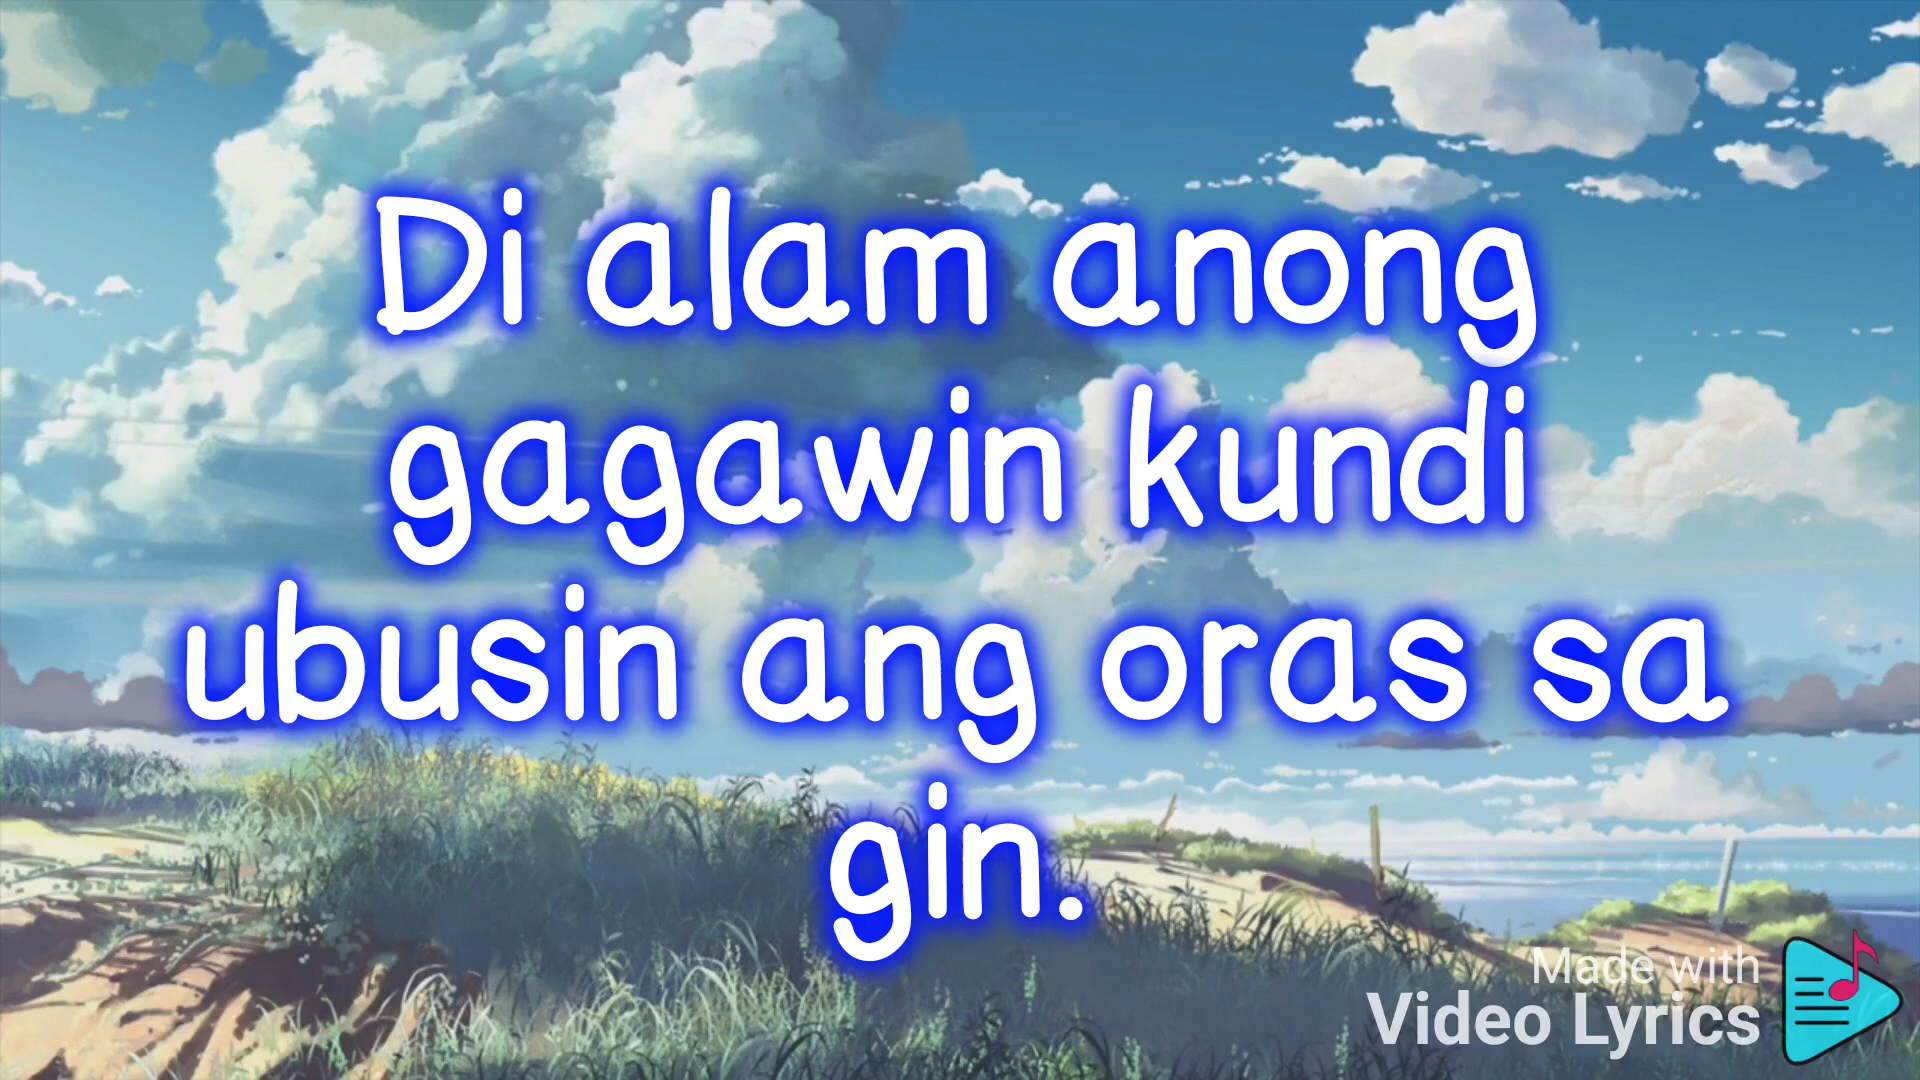 Di alam anong
gagawin kundi
ubusin ang oras sa
gin.
Made with
Video Lyrics